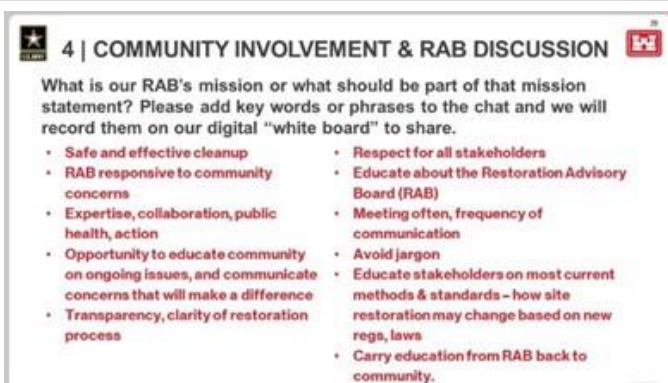 4 | COMMUNITY INVOLVEMENT & RAB DISCUSSION
What is our RAB's mission or what should be part of that mission
statement? Please add key words or phrases to the chat and we will
record them on our digital “white board” to share.
• Safe and effective cleanup
• RAB responsive to community
concerns
• Expertise, collaboration, public
health, action
• Opportunity to educate community
on ongoing issues, and communicate
concerns that will make a difference
• Transparency, clarity of restoration
process
• Respect for all stakeholders
• Educate about the Restoration Advisory
Board (RAB)
• Meeting often, frequency of
communication
• Avoid jargon
• Educate stakeholders on most current
methods & standards – how site
restoration may change based on new
regs, laws
• Carry education from RAB back to
community.